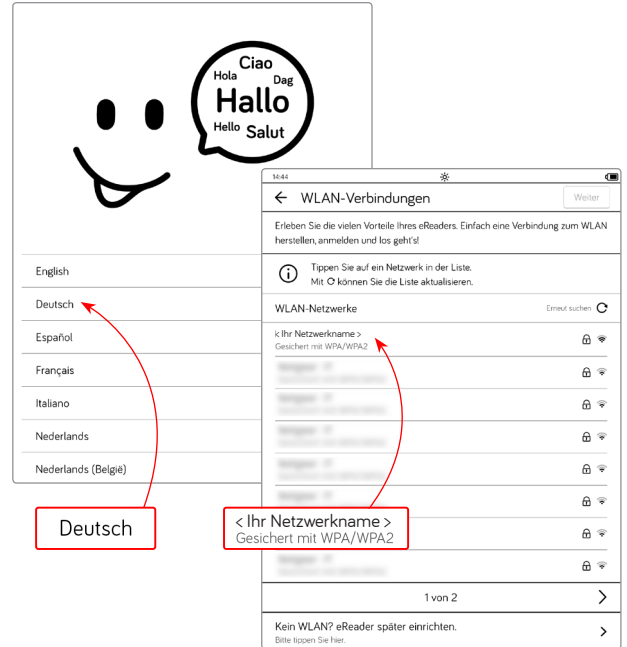 Ciao
Hola
Dag
Hallo
Hello Salut
English
Deutsch
Español
Français
Italiano
Nederlands
Nederlands (België)
Deutsch
14:44
WLAN-Verbindungen
Weiter
Erleben Sie die vielen Vorteile Ihres eReaders. Einfach eine Verbindung zum WLAN
herstellen, anmelden und los geht's!
Tippen Sie auf ein Netzwerk in der Liste.
Mit können Sie die Liste aktualisieren.
WLAN-Netzwerke
Erneut suchen
< Ihr Netzwerkname >
Gesichert mit WPA/WPA2
< Ihr Netzwerkname >
Gesichert mit WPA/WPA2
1 von 2
Kein WLAN? eReader später einrichten.
Bitte tippen Sie hier.